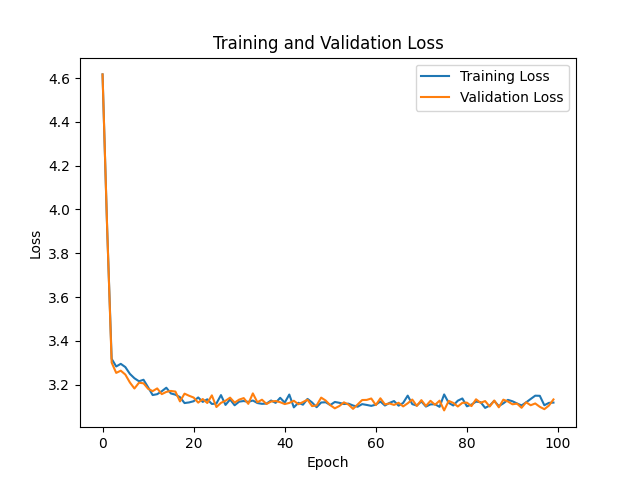 Training and Validation Loss
Training Loss
Validation Loss
4.6
4.4
4.2
4.0
3.8
3.6
3.4
3.2
Loss
0 20 40 60 80 100
Epoch